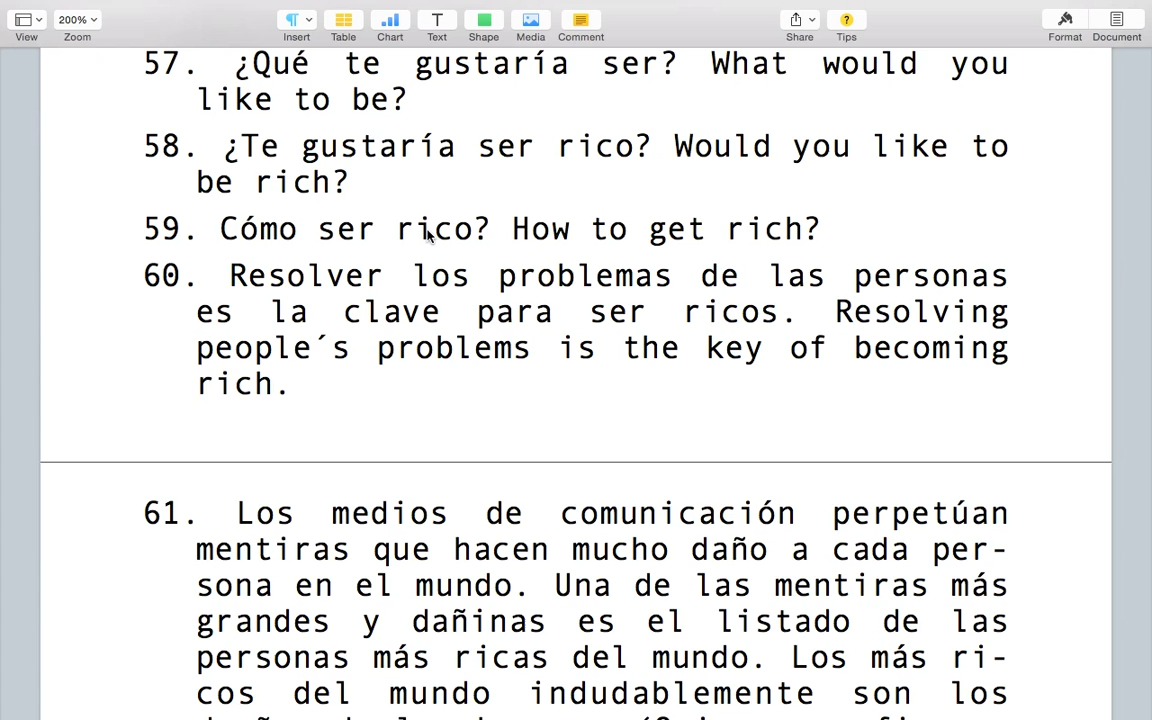 200%
View
Zoom
Insert
Table
Chart
T
Text
Shape
Media
Comment
Share
?
Tips
Format
Document
57. ¿Qué te gustaría ser? What would you
like to be?
58. ¿Te gustaría ser rico? Would you like to
be rich?
59. Cómo ser rico? How to get rich?
60. Resolver los problemas de las personas
es la clave para ser ricos. Resolving
people´s problems is the key of becoming
rich.
61. Los medios de comunicación perpetúan
mentiras que hacen mucho daño a cada per-
sona en el mundo. Una de las mentiras más
grandes y dañinas es el listado de las
personas más ricas del mundo. Los más ri-
cos del mundo indudablemente son los